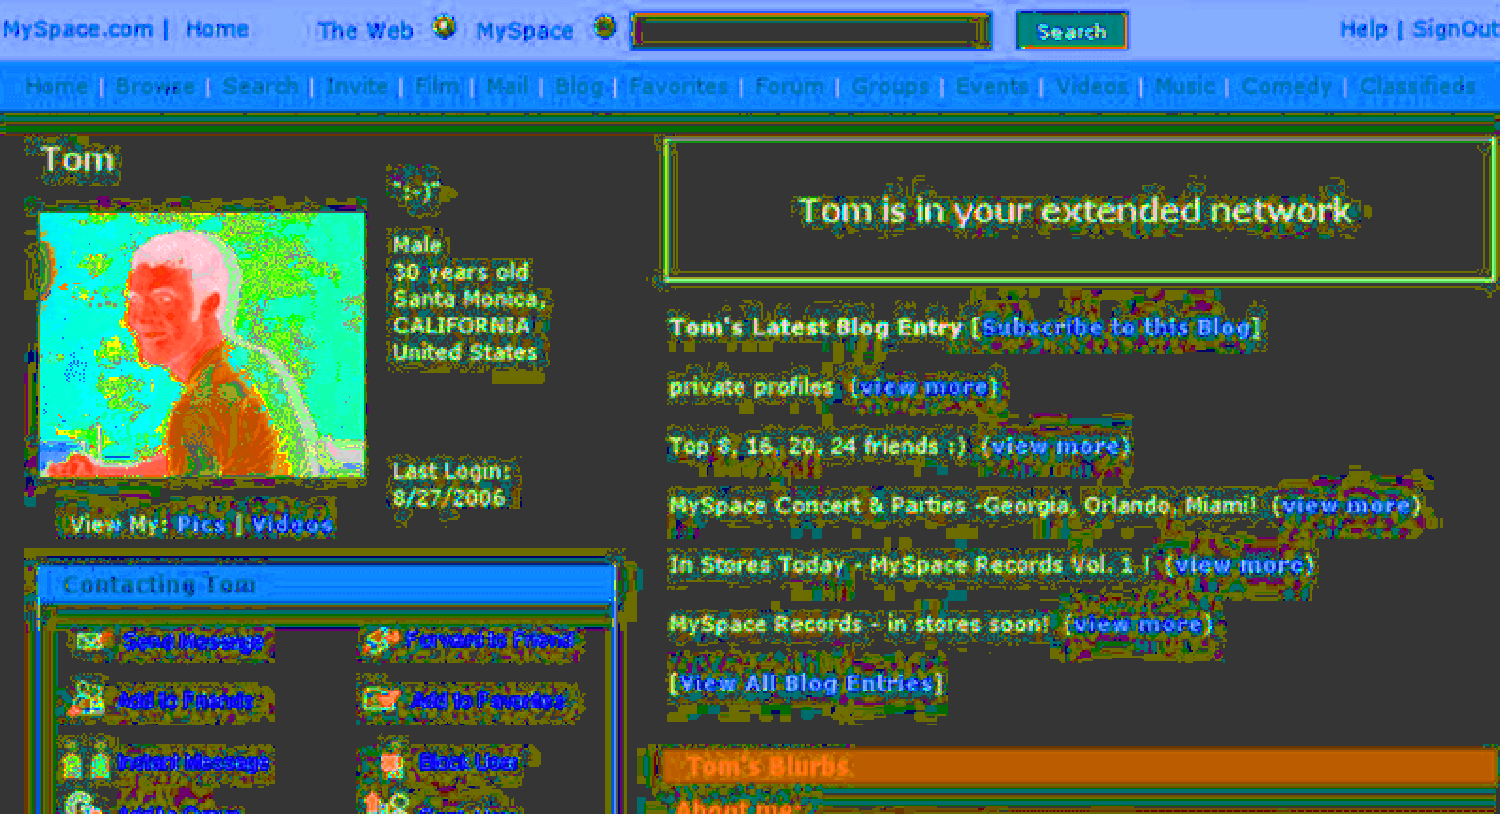 MySpace.com | Home The Web MySpace Search Help | SignOut
Home | Browse | Search | Invite | Film | Mail | Blog | Favorites | Forum | Groups | Events | Videos | Music | Comedy | Classifieds
Tom
":-)"
Male
30 years old
Santa Monica,
CALIFORNIA
United States
Last Login:
8/27/2006
View My: Pics | Videos
Contacting Tom
Send Message Forward to Friend
Add to Friends Add to Favorites
Instant Message Block User
Tom is in your extended network
Tom's Latest Blog Entry [Subscribe to this Blog]
private profiles (view more)
Top 8, 16, 20, 24 friends :) (view more)
MySpace Concert & Parties -Georgia, Orlando, Miami! (view more)
In Stores Today - MySpace Records Vol. 1 ! (view more)
MySpace Records - in stores soon! (view more)
[View All Blog Entries]
Tom's Blurbs
About me: